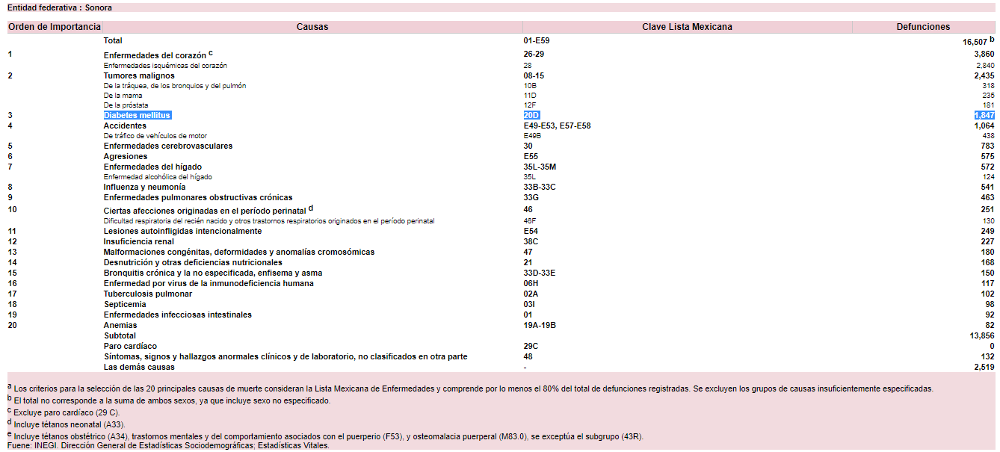 Entidad federativa : Sonora
Orden de Importancia Causas Clave Lista Mexicana Defunciones
Total 01-E59 16,507 b
1 Enfermedades del corazón c 26-29 3,860
Enfermedades isquémicas del corazón 28 2,840
2 Tumores malignos 08-15 2,435
De la tráquea, de los bronquios y del pulmón 10B 318
De la mama 11D 235
De la próstata 12F 181
3 Diabetes mellitus 20D 1,847
4 Accidentes E49-E53, E57-E58 1,064
De tráfico de vehículos de motor E49B 438
5 Enfermedades cerebrovasculares 30 783
6 Agresiones E55 575
7 Enfermedades del hígado 35L-35M 572
Enfermedad alcohólica del hígado 35L 124
8 Influenza y neumonía 33B-33C 541
9 Enfermedades pulmonares obstructivas crónicas 33G 463
10 Ciertas afecciones originadas en el período perinatal d 46 251
Dificultad respiratoria del recién nacido y otros trastornos respiratorios originados en el período perinatal 46F 130
11 Lesiones autoinfligidas intencionalmente E54 249
12 Insuficiencia renal 38C 227
13 Malformaciones congénitas, deformidades y anomalías cromosómicas 47 180
14 Desnutrición y otras deficiencias nutricionales 21 168
15 Bronquitis crónica y la no especificada, enfisema y asma 33D-33E 150
16 Enfermedad por virus de la inmunodeficiencia humana 06H 117
17 Tuberculosis pulmonar 02A 102
18 Septicemia 03I 98
19 Enfermedades infecciosas intestinales 01 92
20 Anemias 19A-19B 82
Subtotal 13,856
Paro cardíaco 29C 0
Síntomas, signos y hallazgos anormales clínicos y de laboratorio, no clasificados en otra parte 48 132
Las demás causas - 2,519
a Los criterios para la selección de las 20 principales causas de muerte consideran la Lista Mexicana de Enfermedades y comprende por lo menos el 80% del total de defunciones registradas. Se excluyen los grupos de causas insuficientemente especificadas.
b El total no corresponde a la suma de ambos sexos, ya que incluye sexo no especificado.
c Excluye paro cardíaco (29 C).
d Incluye tétanos neonatal (A33).
e Incluye tétanos obstétrico (A34), trastornos mentales y del comportamiento asociados con el puerperio (F53), y osteomalacia puerperal (M83.0), se exceptúa el subgrupo (43R).
Fuene: INEGI. Dirección General de Estadísticas Sociodemográficas; Estadísticas Vitales.